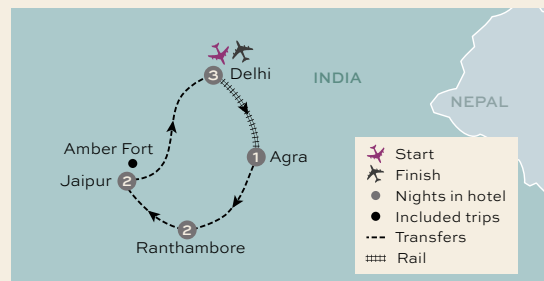 3 Delhi
INDIA
NEPAL
Amber Fort
1 Agra
Jaipur 2
2
Ranthambore
Start
Finish
Nights in hotel
Included trips
Transfers
Rail